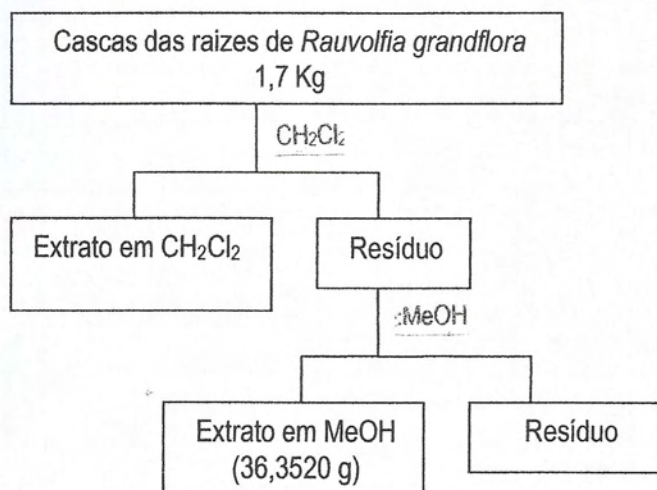 Cascas das raizes de Rauvolfia grandflora
1,7 Kg
CH₂Cl₂
Extrato em CH₂Cl₂
Resíduo
:MeOH
Extrato em MeOH
(36,3520 g)
Resíduo